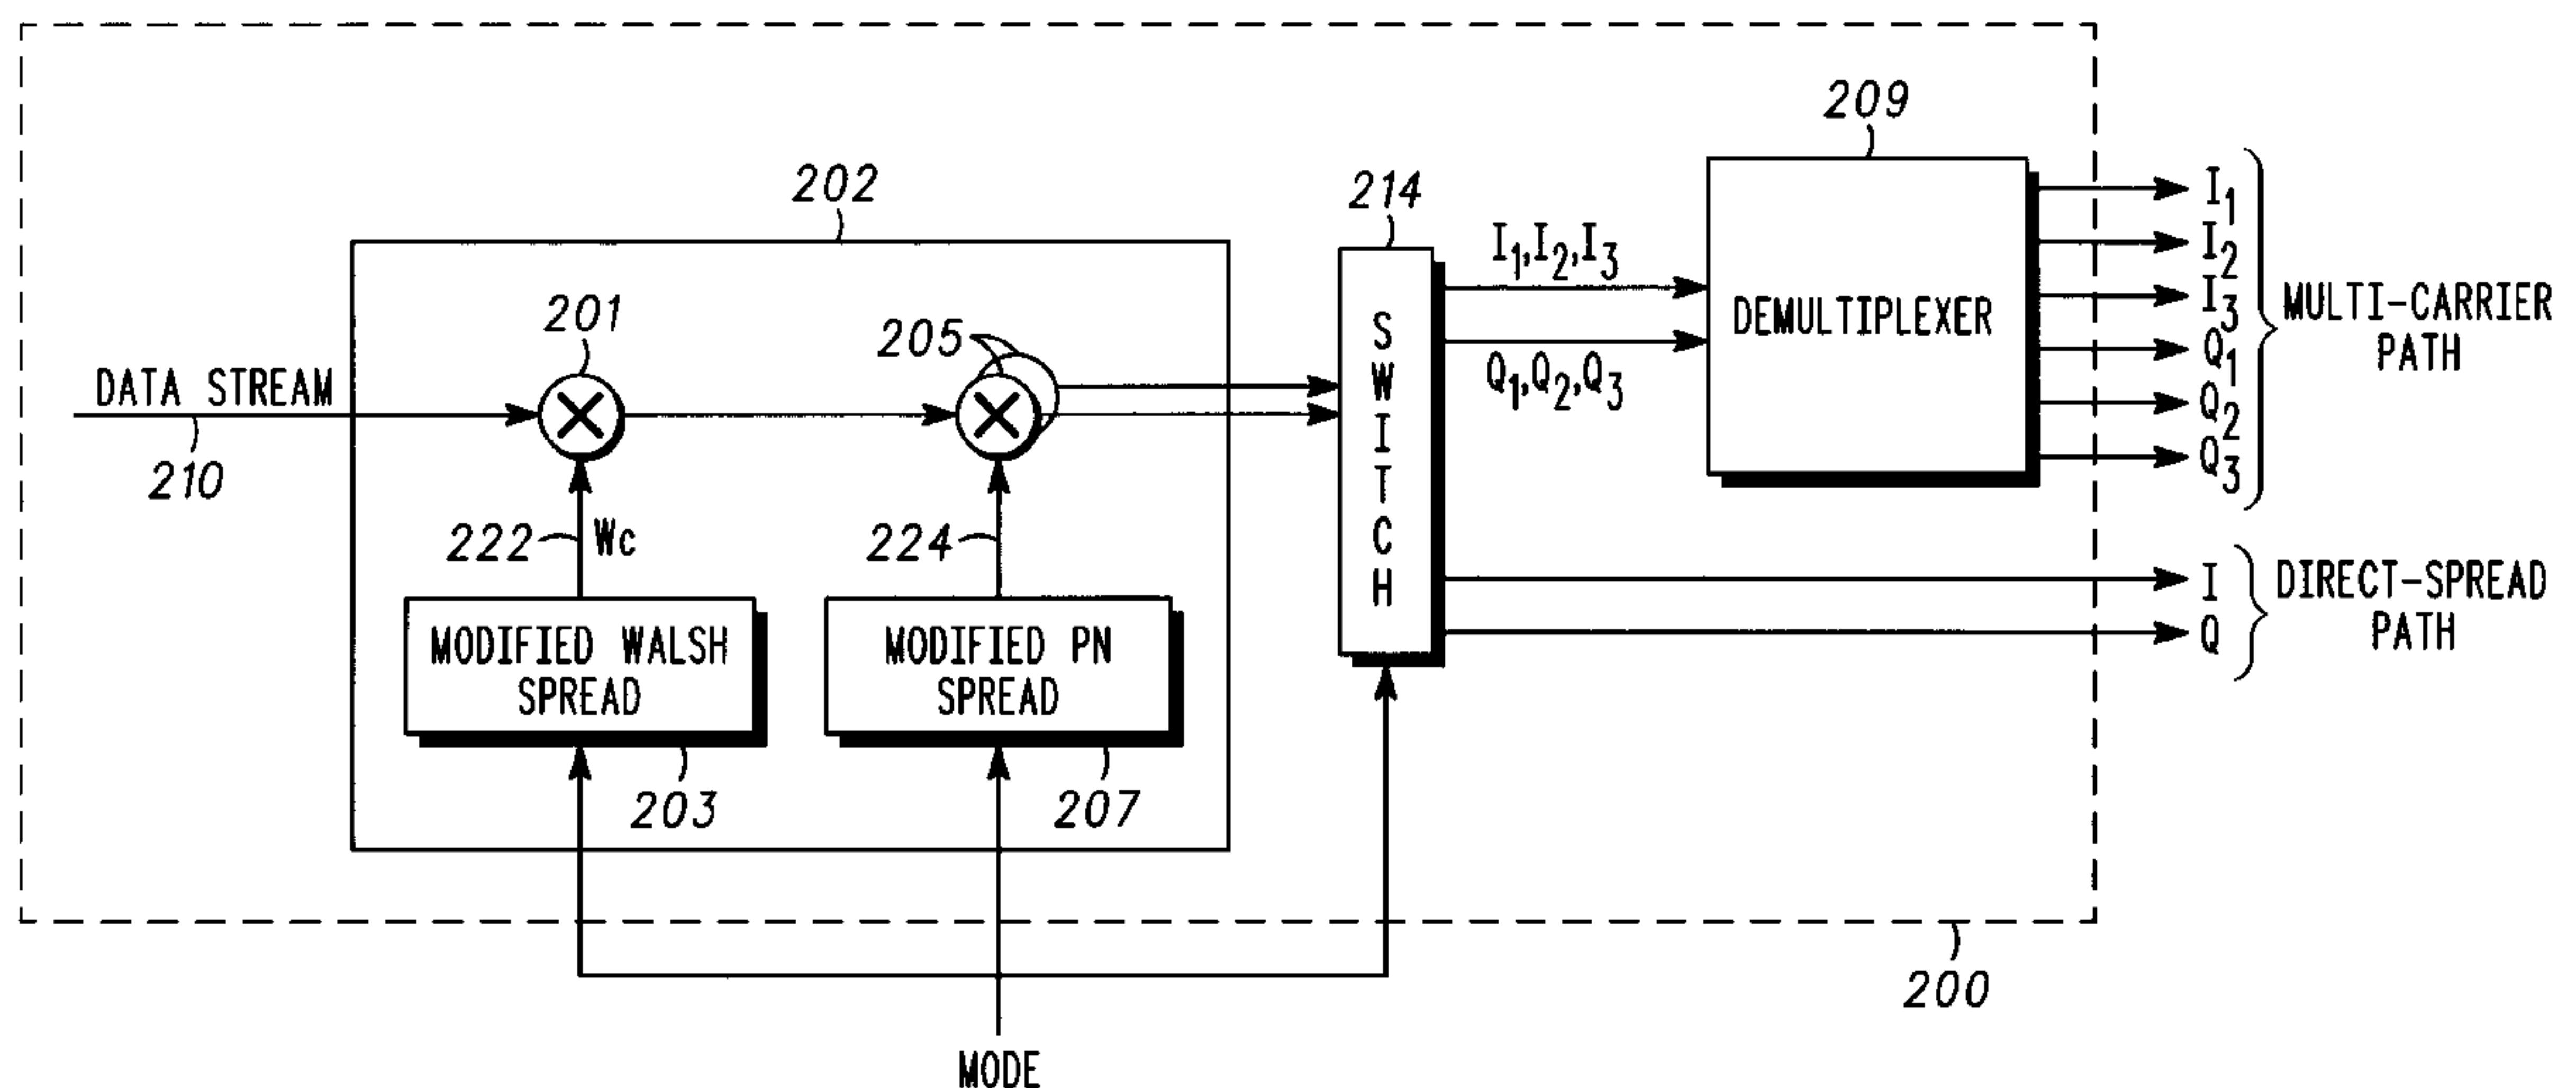 209
202
214
I₁
I₂
I₃
Q₁
Q₂
Q₃
MULTI-CARRIER
PATH
I₁,I₂,I₃
Q₁,Q₂,Q₃
DEMULTIPLEXER
201
205
SWITCH
DATA STREAM
210
222
Wc
224
MODIFIED WALSH
SPREAD
MODIFIED PN
SPREAD
I
Q
DIRECT-SPREAD
PATH
203
207
200
MODE